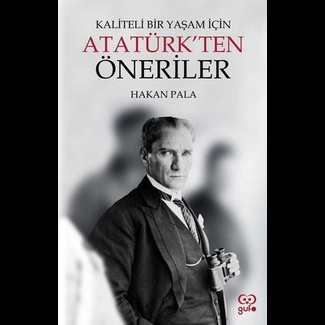 KALİTELİ BİR YAŞAM İÇİN
ATATÜRK'TEN
ÖNERİLER
HAKAN PALA
gufo